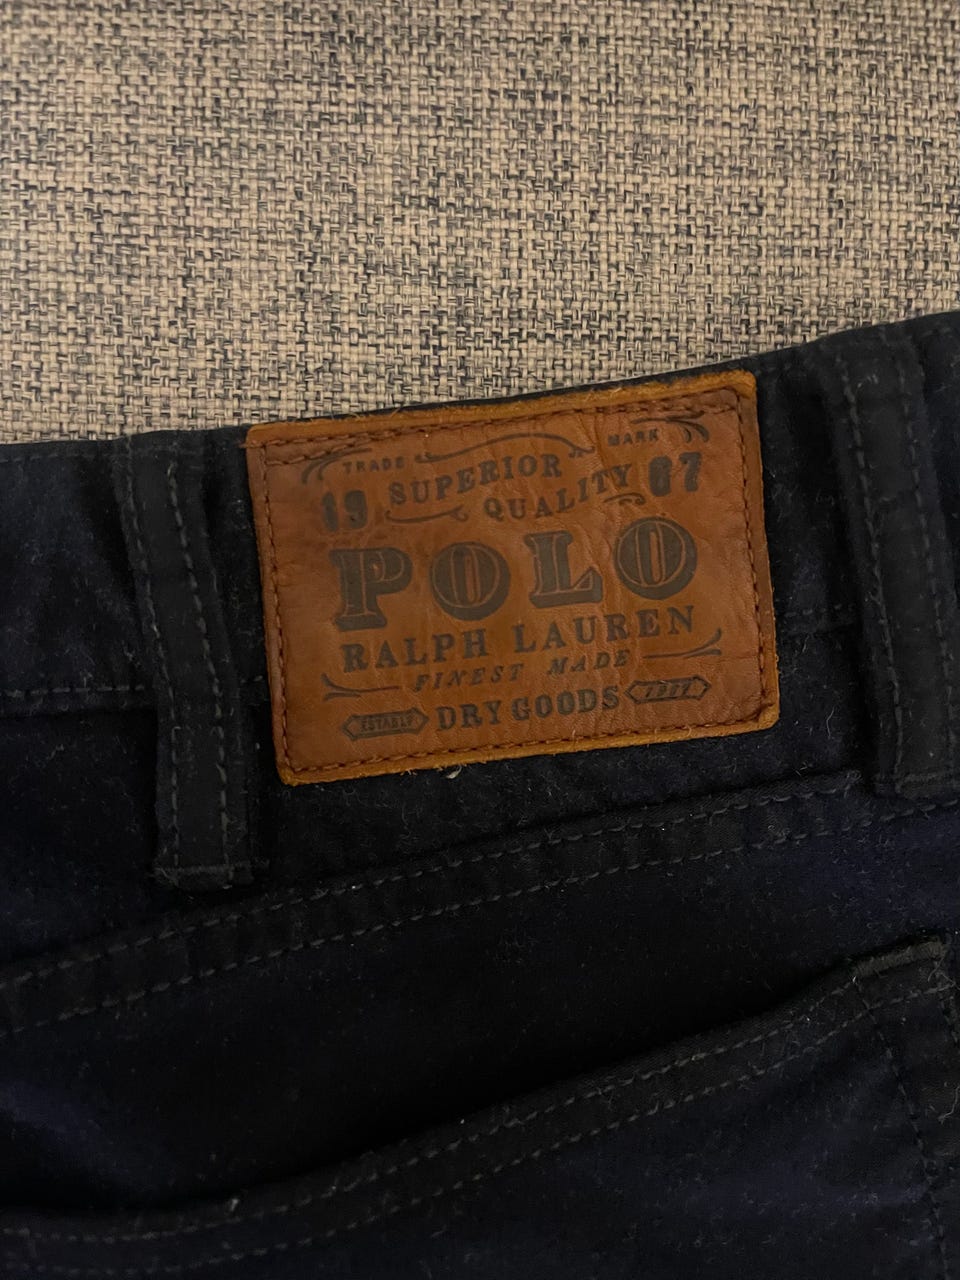 TRADE MARK
19 SUPERIOR QUALITY 67
POLO
RALPH LAUREN
FINEST MADE
DRY GOODS